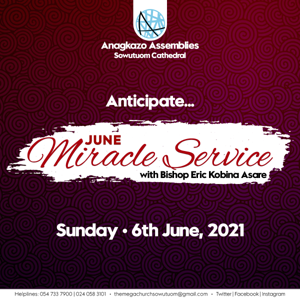 Anagkazo Assemblies
Sowutuom Cathedral
Anticipate...
JUNE
Miracle Service
with Bishop Eric Kobina Asare
Sunday • 6th June, 2021
Helplines: 054 733 7900 | 024 058 3101 • themegachurchsowutuom@gmail.com • Twitter | Facebook | Instagram